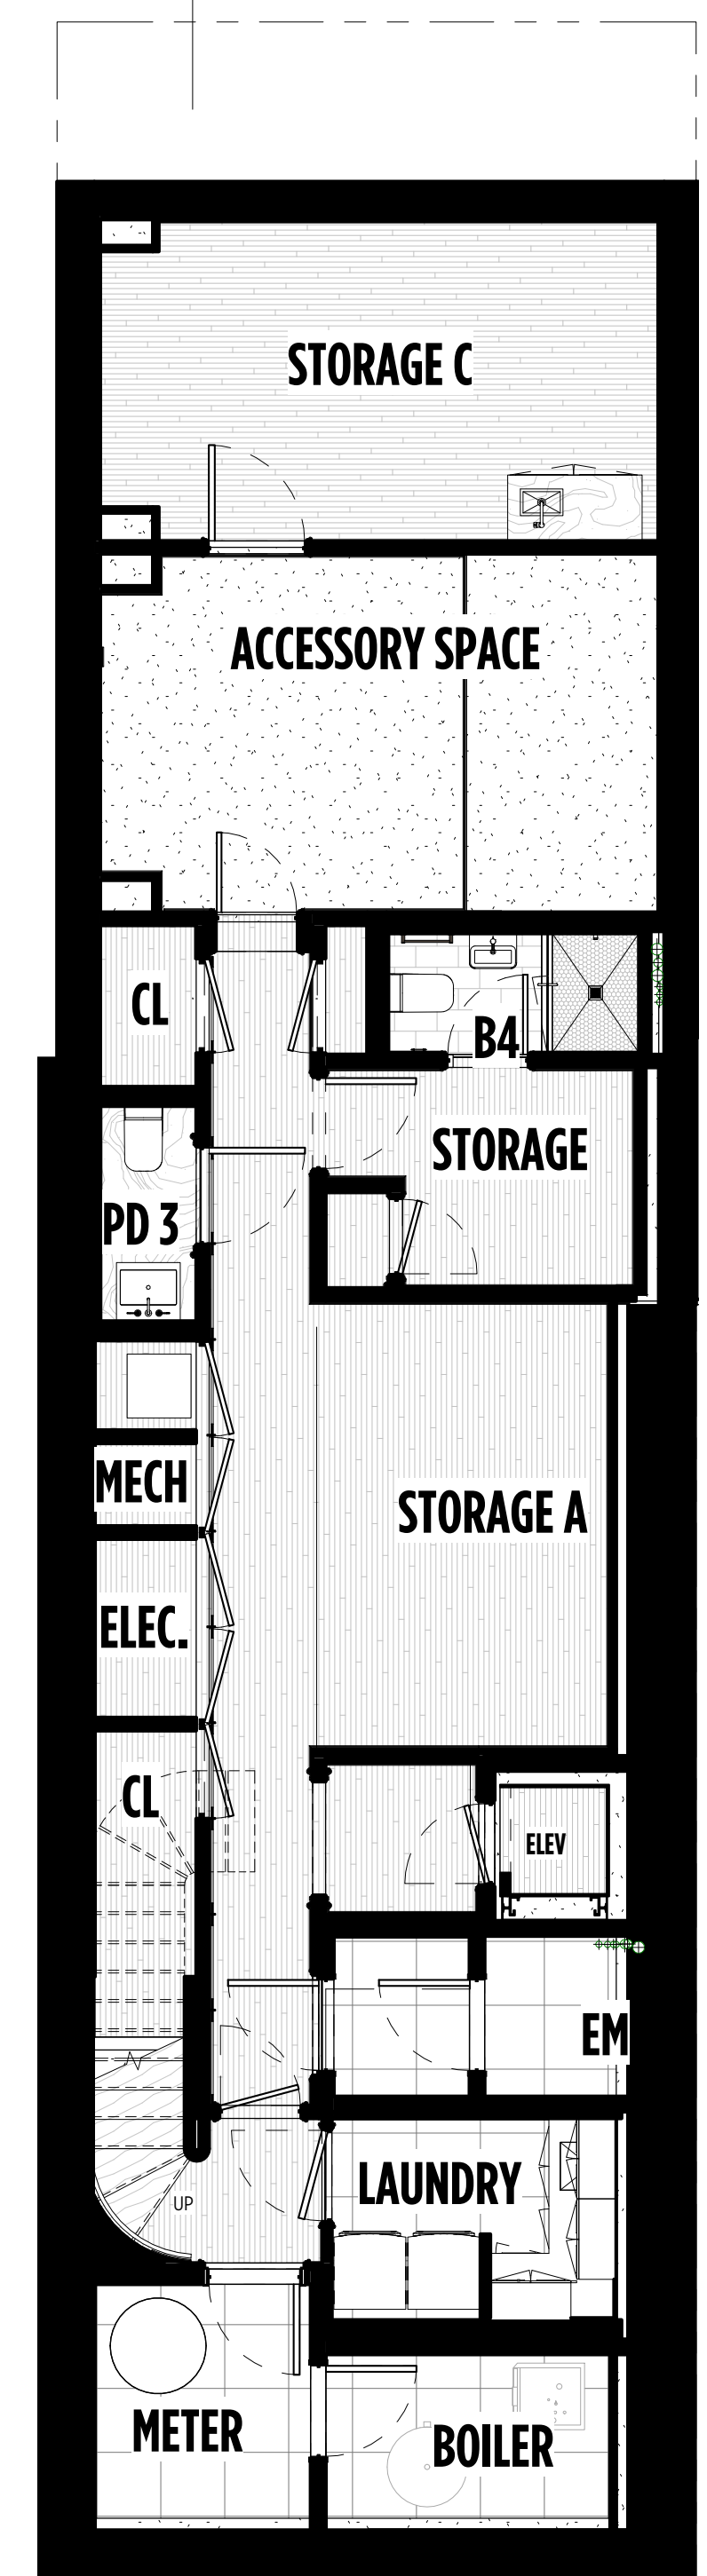 STORAGE C
ACCESSORY SPACE
CL
B4
STORAGE
PD 3
MECH
STORAGE A
ELEC.
CL
ELEV
EM
LAUNDRY
UP
METER
BOILER